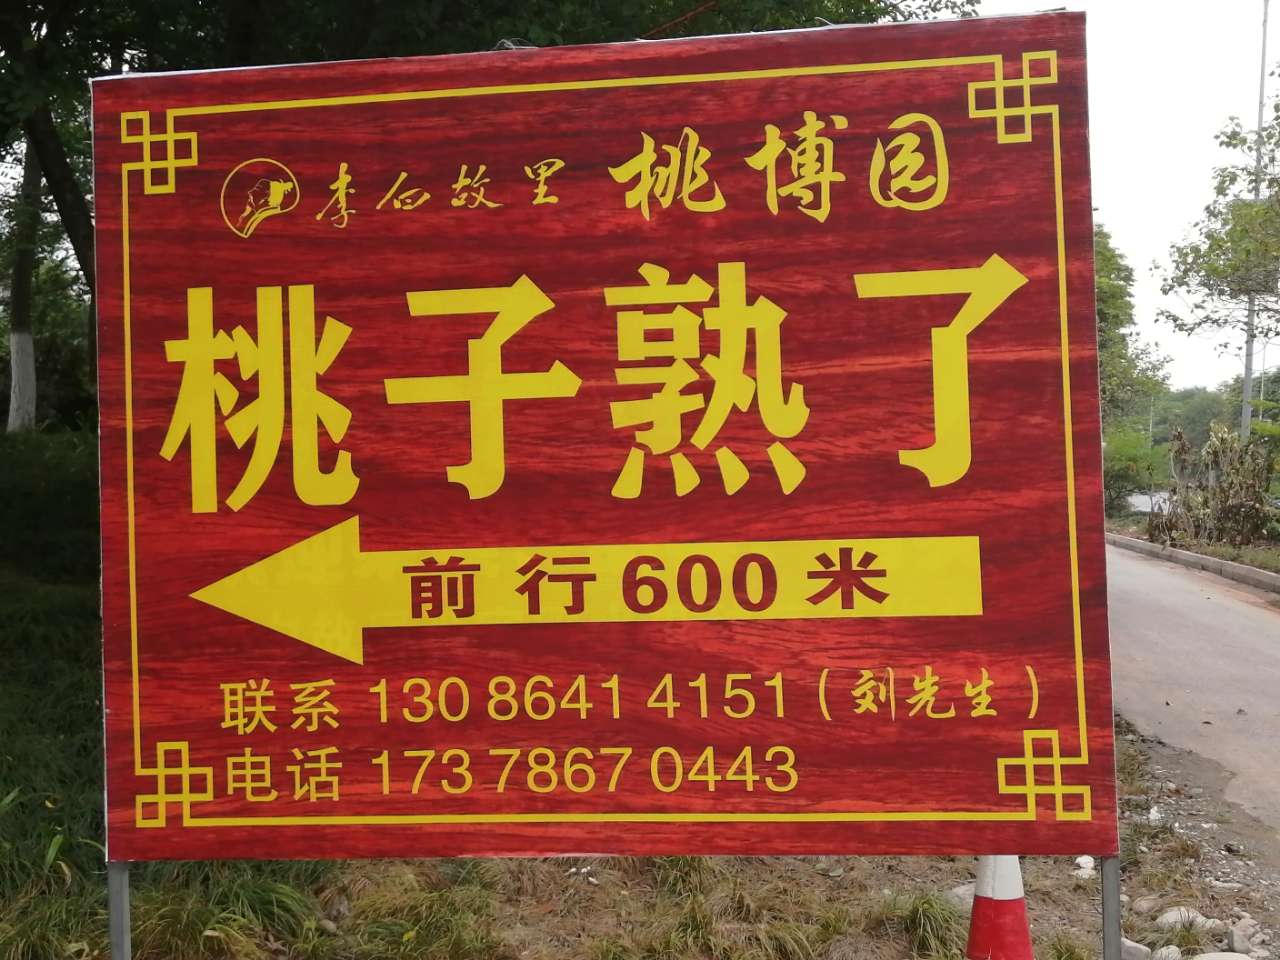 李白故里 桃博园
桃子熟了
前行600米
联系 130 8641 4151（刘先生）
电话 173 7867 0443